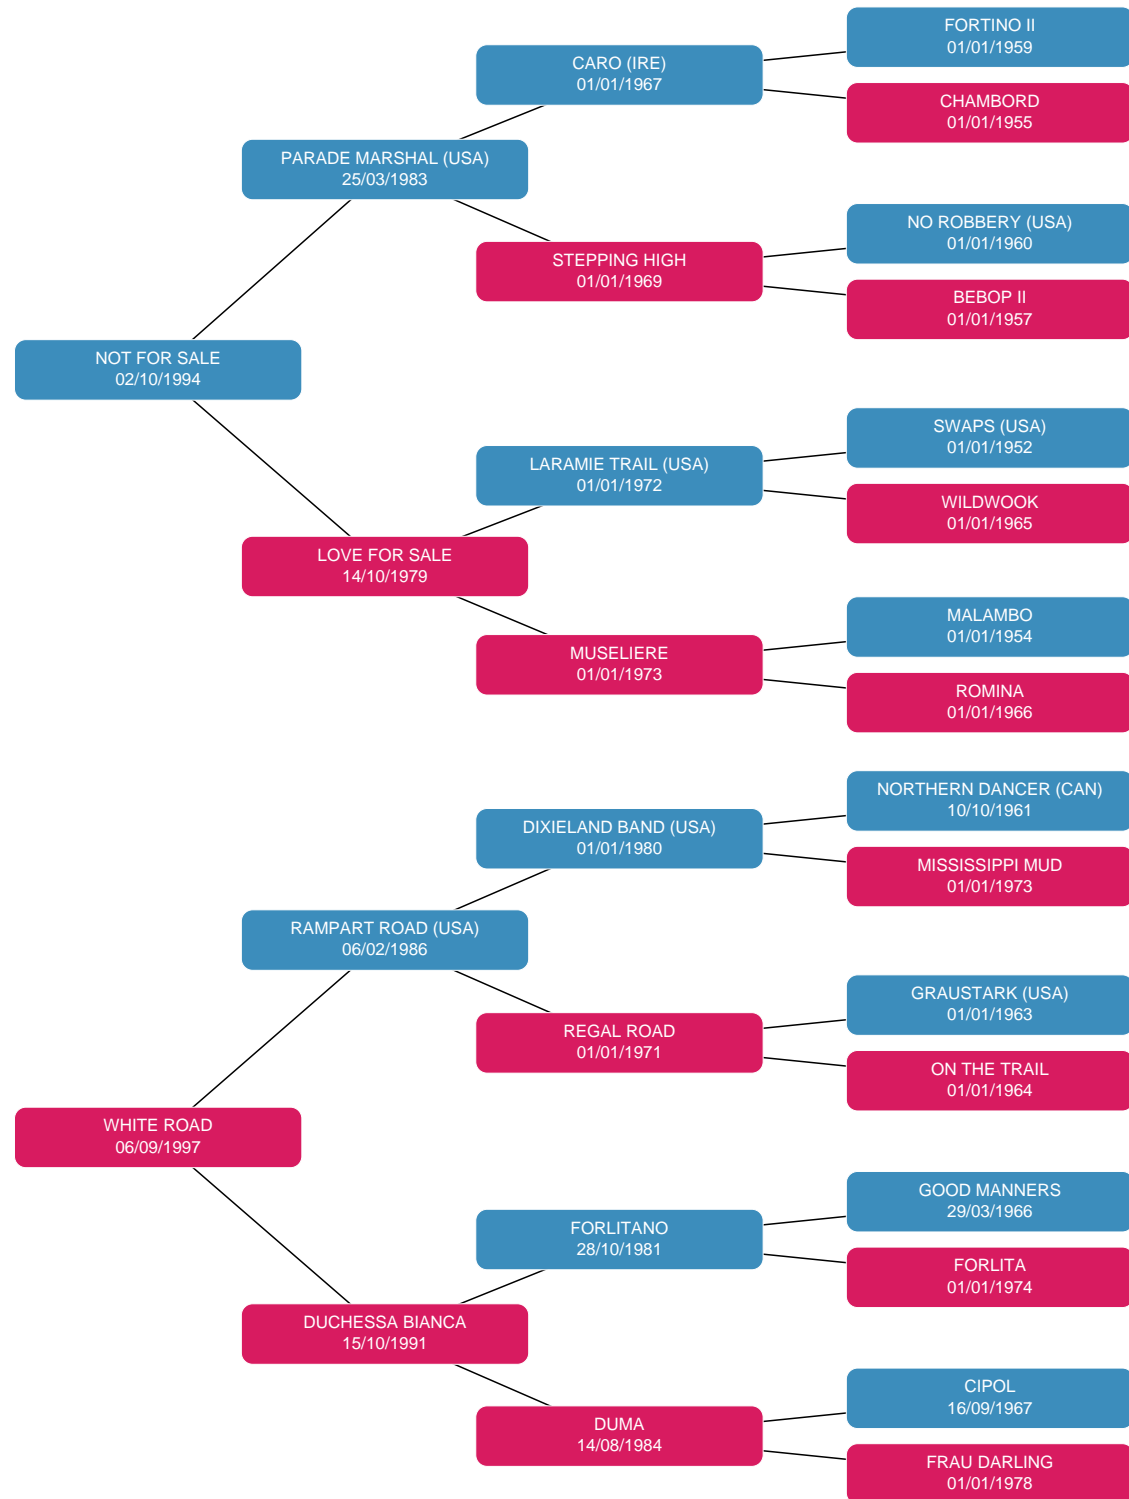 FORTINO II
01/01/1959
CARO (IRE)
01/01/1967
CHAMBORD
01/01/1955
PARADE MARSHAL (USA)
25/03/1983
NO ROBBERY (USA)
01/01/1960
STEPPING HIGH
01/01/1969
BEBOP II
01/01/1957
NOT FOR SALE
02/10/1994
SWAPS (USA)
01/01/1952
LARAMIE TRAIL (USA)
01/01/1972
WILDWOOK
01/01/1965
LOVE FOR SALE
14/10/1979
MALAMBO
01/01/1954
MUSELIERE
01/01/1973
ROMINA
01/01/1966
NORTHERN DANCER (CAN)
10/10/1961
DIXIELAND BAND (USA)
01/01/1980
MISSISSIPPI MUD
01/01/1973
RAMPART ROAD (USA)
06/02/1986
GRAUSTARK (USA)
01/01/1963
REGAL ROAD
01/01/1971
ON THE TRAIL
01/01/1964
WHITE ROAD
06/09/1997
GOOD MANNERS
29/03/1966
FORLITANO
28/10/1981
FORLITA
01/01/1974
DUCHESSA BIANCA
15/10/1991
CIPOL
16/09/1967
DUMA
14/08/1984
FRAU DARLING
01/01/1978